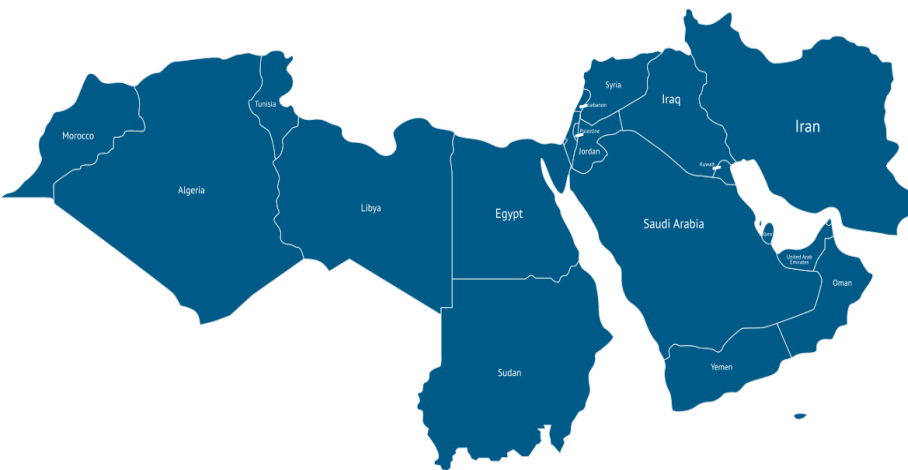 Morocco
Algeria
Tunisia
Libya
Egypt
Sudan
Syria
Lebanon
Palestine
Jordan
Iraq
Iran
Kuwait
Saudi Arabia
Qatar
United Arab
Emirates
Oman
Yemen